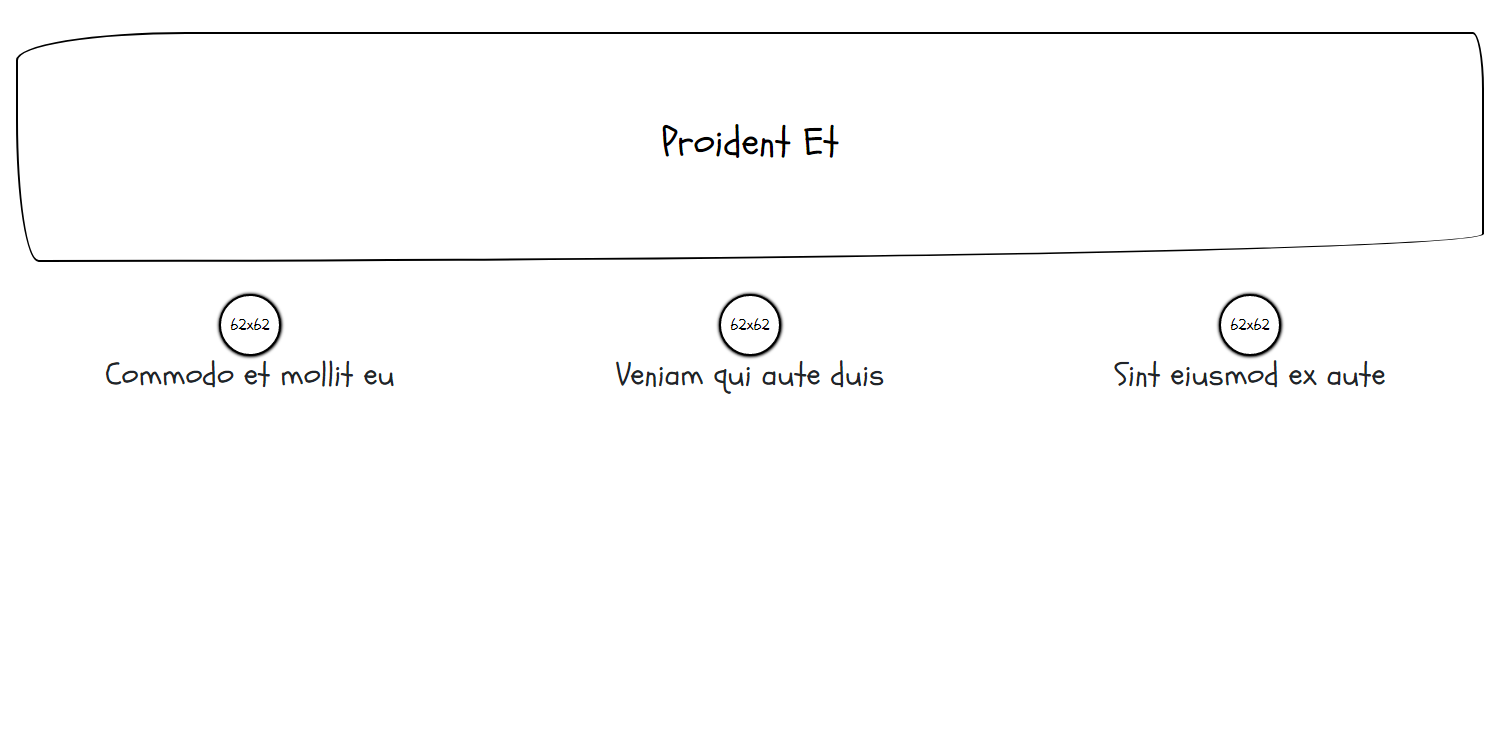 Proident Et
62x62
62x62
62x62
Commodo et mollit eu
Veniam qui aute duis
Sint eiusmod ex aute